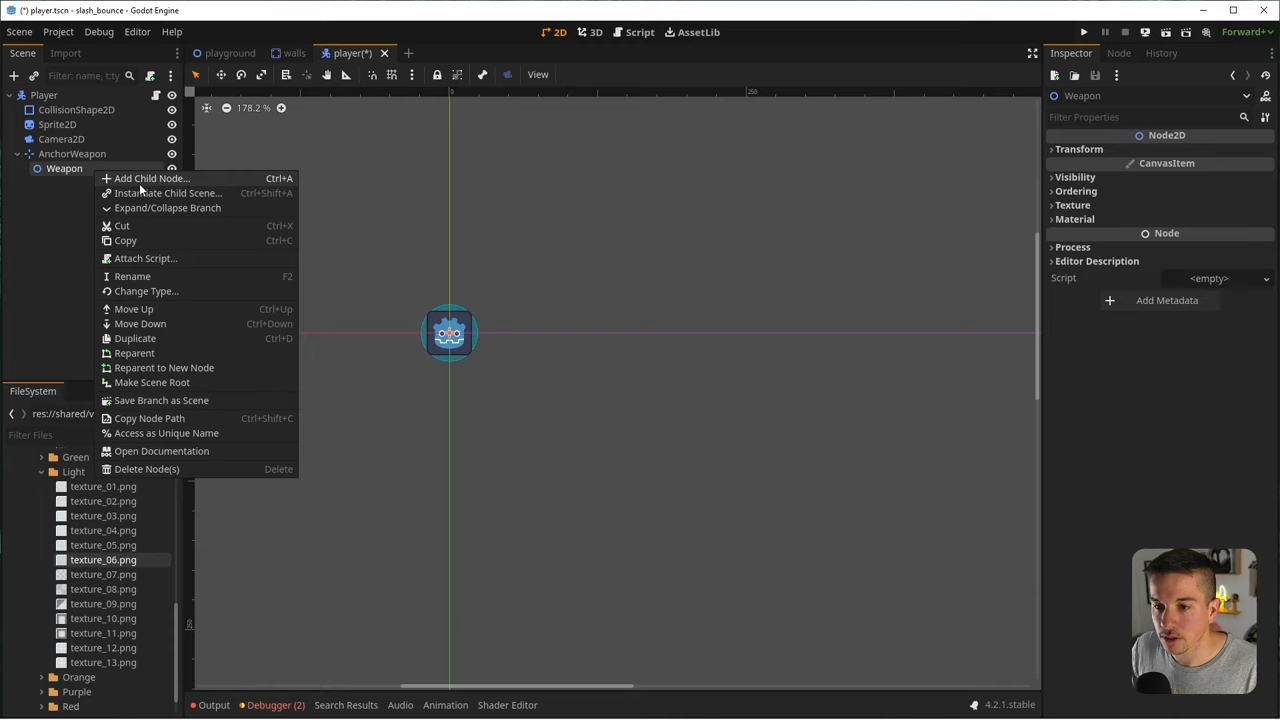 (*) player.tscn - slash_bounce - Godot Engine
Scene Project Debug Editor Help
2D 3D Script AssetLib
Forward+
Scene Import
playground walls player(*)
Inspector Node History
Filter: name, t:ty
View
Player
CollisionShape2D
Sprite2D
Camera2D
AnchorWeapon
Weapon
178.2 %
0
250
250
Add Child Node... Ctrl+A
Instantiate Child Scene... Ctrl+Shift+A
Expand/Collapse Branch
Cut Ctrl+X
Copy Ctrl+C
Attach Script...
Rename F2
Change Type...
Move Up Ctrl+Up
Move Down Ctrl+Down
Duplicate Ctrl+D
Reparent
Reparent to New Node
Make Scene Root
Save Branch as Scene
Copy Node Path Ctrl+Shift+C
Access as Unique Name
Open Documentation
Delete Node(s) Delete
FileSystem
res://shared/v
Filter Files
Green
Light
texture_01.png
texture_02.png
texture_03.png
texture_04.png
texture_05.png
texture_06.png
texture_07.png
texture_08.png
texture_09.png
texture_10.png
texture_11.png
texture_12.png
texture_13.png
Orange
Purple
Red
Weapon
Filter Properties
Node2D
Transform
CanvasItem
Visibility
Ordering
Texture
Material
Node
Process
Editor Description
Script <empty>
Add Metadata
Output Debugger (2) Search Results Audio Animation Shader Editor
4.2.1.stable